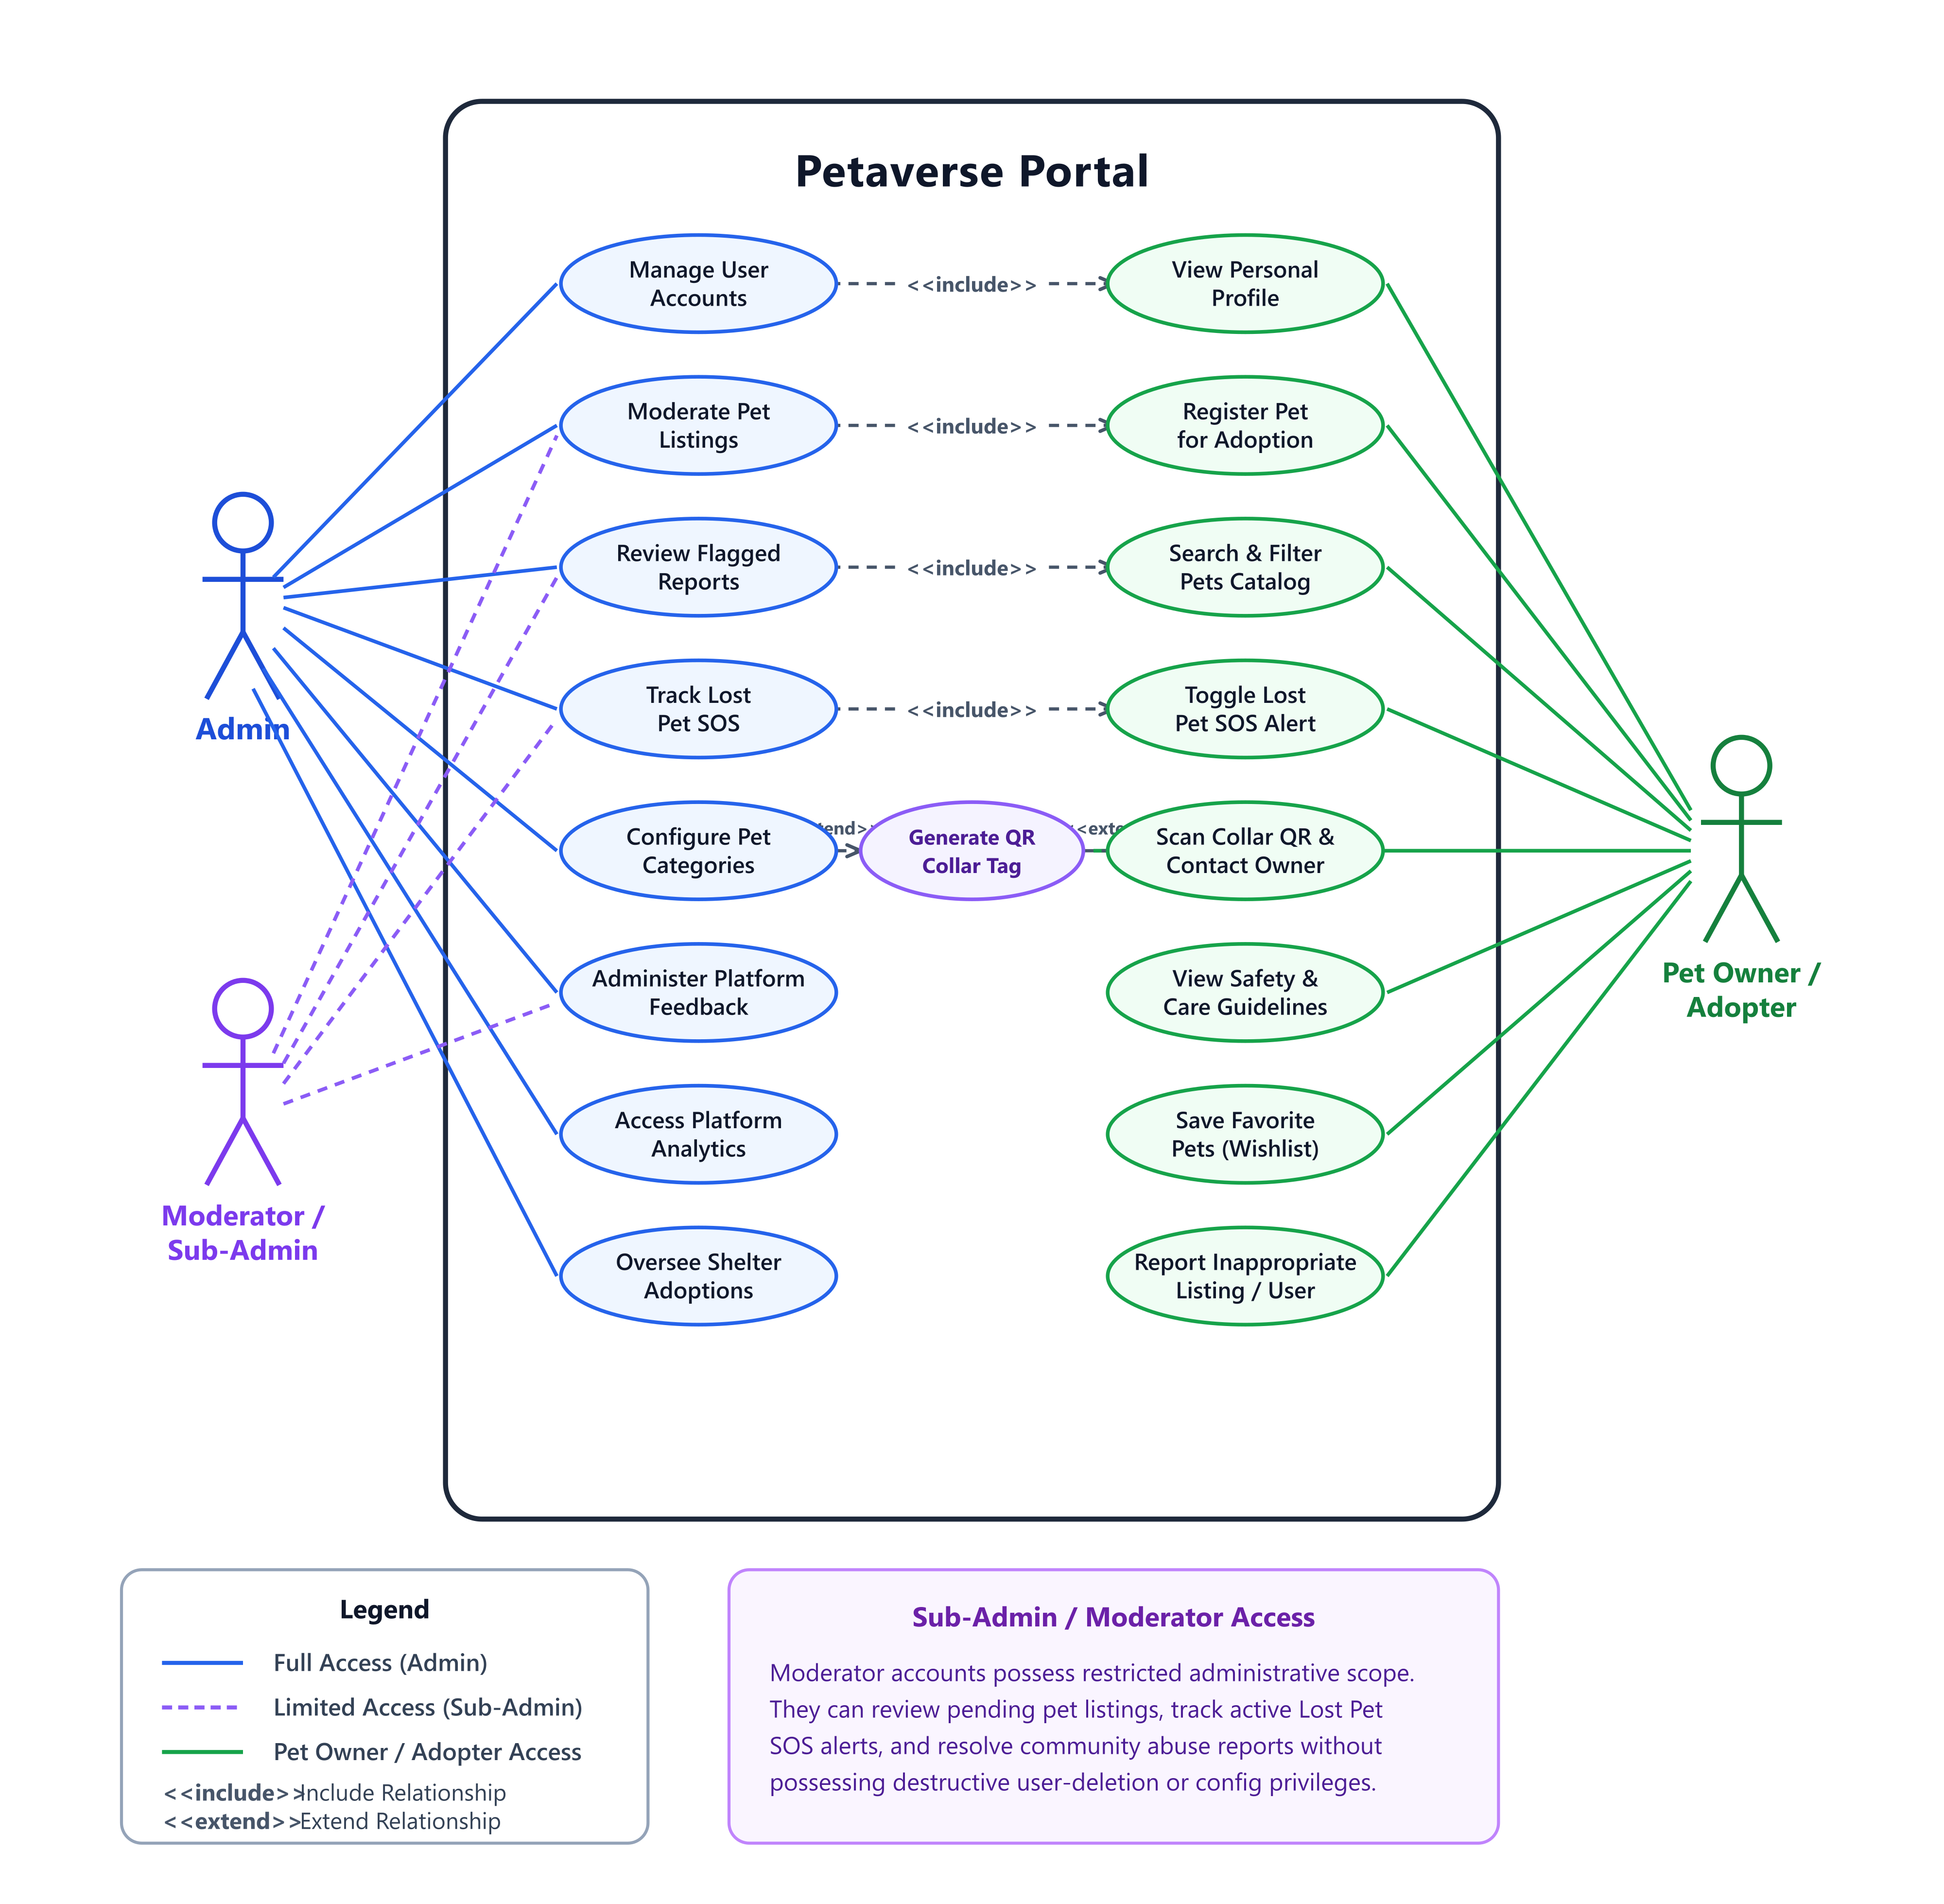 Petaverse Portal
Manage User
Accounts
<<include>>
View Personal
Profile
Moderate Pet
Listings
<<include>>
Register Pet
for Adoption
Review Flagged
Reports
<<include>>
Search & Filter
Pets Catalog
Track Lost
Pet SOS
<<include>>
Toggle Lost
Pet SOS Alert
Admin
Configure Pet
Categories
Generate QR
Collar Tag
Scan Collar QR &
Contact Owner
Administer Platform
Feedback
View Safety &
Care Guidelines
Pet Owner /
Adopter
Access Platform
Analytics
Save Favorite
Pets (Wishlist)
Moderator /
Sub-Admin
Oversee Shelter
Adoptions
Report Inappropriate
Listing / User
Legend
Full Access (Admin)
Limited Access (Sub-Admin)
Pet Owner / Adopter Access
<<include>> Include Relationship
<<extend>> Extend Relationship
Sub-Admin / Moderator Access
Moderator accounts possess restricted administrative scope.
They can review pending pet listings, track active Lost Pet
SOS alerts, and resolve community abuse reports without
possessing destructive user-deletion or config privileges.